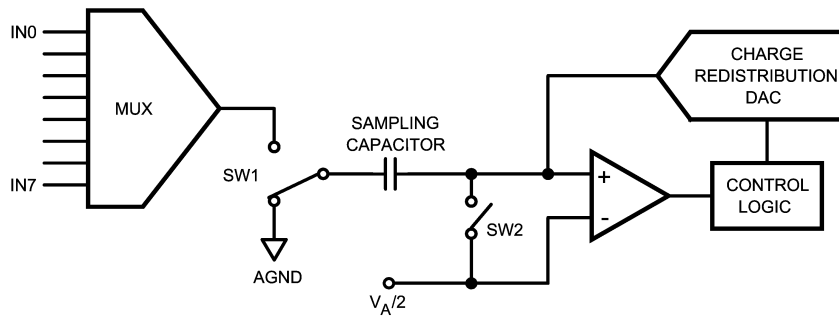 IN0
MUX
IN7
SW1
AGND
SAMPLING
CAPACITOR
SW2
V_A/2
+
-
CHARGE
REDISTRIBUTION
DAC
CONTROL
LOGIC